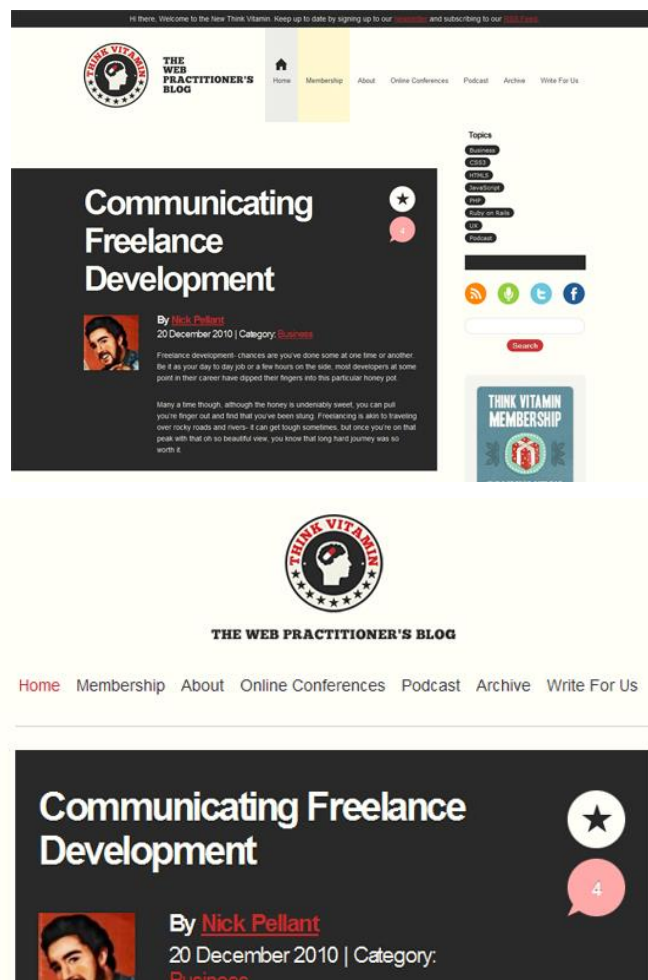 Hi there, Welcome to the New Think Vitamin. Keep up to date by signing up to our Newsletter and subscribing to our RSS Feed.
THINK VITAMIN
THE
WEB
PRACTITIONER'S
BLOG
Home Membership About Online Conferences Podcast Archive Write For Us
Topics
Business
CSS3
HTML5
JavaScript
PHP
Ruby on Rails
UX
Podcast
Communicating
Freelance
Development
4
By Nick Pellant
20 December 2010 | Category: Business
Freelance development- chances are you've done some at one time or another.
Be it as your day to day job or a few hours on the side, most developers at some
point in their career have dipped their fingers into this particular honey pot.
Many a time though, although the honey is undeniably sweet, you can pull
you're finger out and find that you've been stung. Freelancing is akin to traveling
over rocky roads and rivers- it can get tough sometimes, but once you're on that
peak with that oh so beautiful view, you know that long hard journey was so
worth it.
Search
THINK VITAMIN
MEMBERSHIP
THINK VITAMIN
THE WEB PRACTITIONER'S BLOG
Home Membership About Online Conferences Podcast Archive Write For Us
Communicating Freelance
Development
4
By Nick Pellant
20 December 2010 | Category:
Business